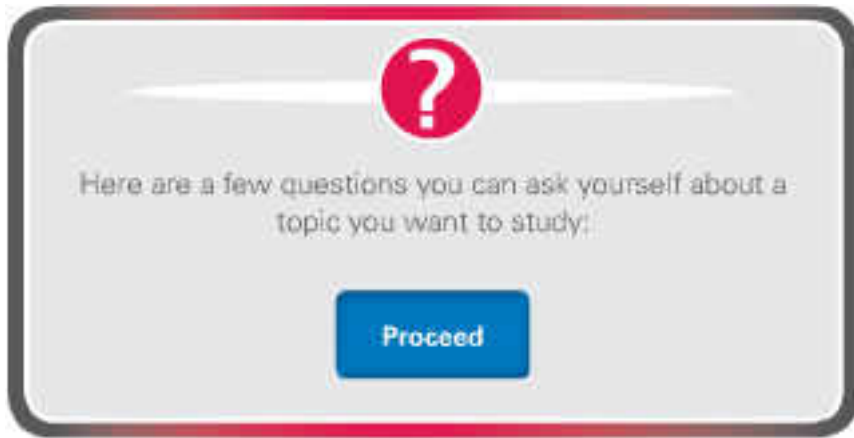 ?
Here are a few questions you can ask yourself about a
topic you want to study:
Proceed